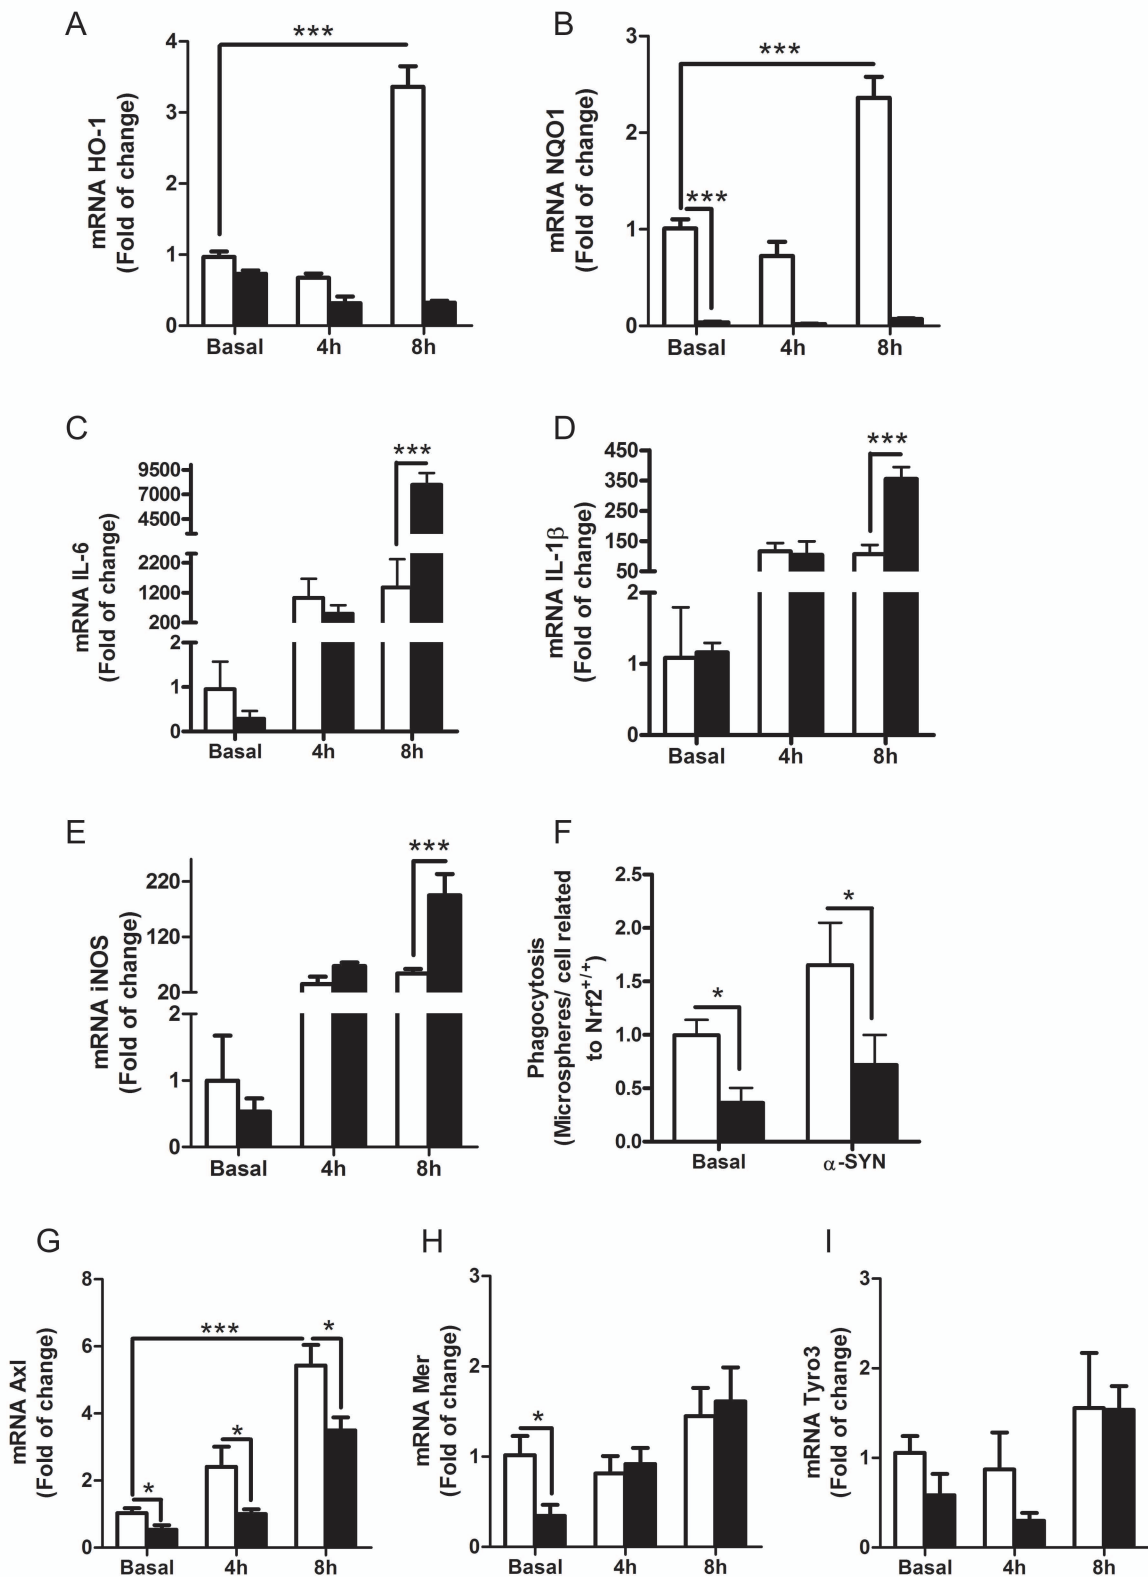 A
mRNA HO-1
(Fold of change)
4
3
2
1
0
***
Basal 4h 8h
B
mRNA NQO1
(Fold of change)
3
2
1
0
***
***
Basal 4h 8h
C
mRNA IL-6
(Fold of change)
9500
7000
4500
2200
1200
200
2
1
0
***
Basal 4h 8h
D
mRNA IL-1β
(Fold of change)
450
350
250
150
50
2
1
0
***
Basal 4h 8h
E
mRNA iNOS
(Fold of change)
220
120
20
2
1
0
***
Basal 4h 8h
F
Phagocytosis
(Microspheres/ cell related
to Nrf2+/+)
2.5
2.0
1.5
1.0
0.5
0.0
*
*
Basal α-SYN
G
mRNA Axl
(Fold of change)
8
6
4
2
0
***
*
*
*
Basal 4h 8h
H
mRNA Mer
(Fold of change)
3
2
1
0
*
Basal 4h 8h
I
mRNA Tyro3
(Fold of change)
3
2
1
0
Basal 4h 8h